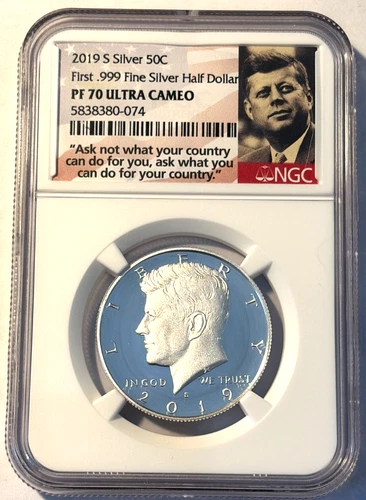 2019 S Silver 50C
First .999 Fine Silver Half Dollar
PF 70 ULTRA CAMEO
5838380-074
"Ask not what your country
can do for you, ask what you
can do for your country."
NGC
LIBERTY
IN GOD WE TRUST
S
2019